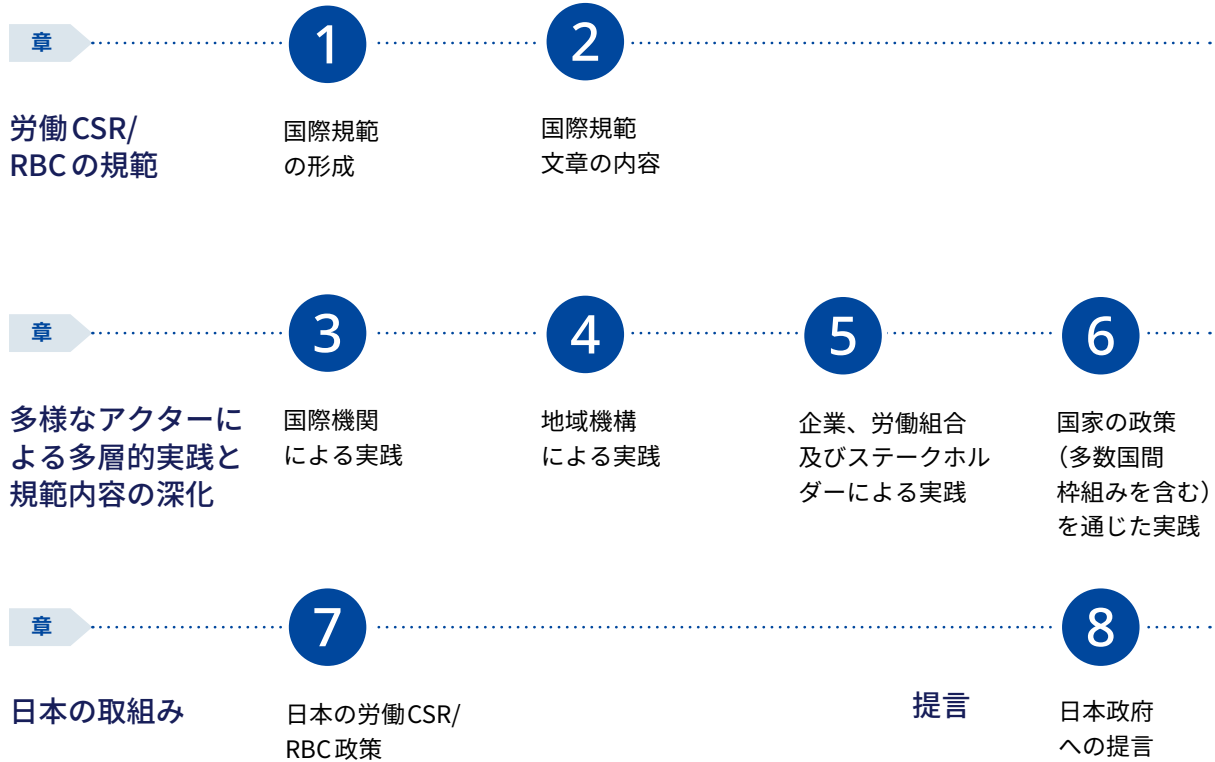 章
1
2
労働CSR/
RBCの規範
国際規範
の形成
国際規範
文章の内容
章
3
4
5
6
多様なアクターに
よる多層的実践と
規範内容の深化
国際機関
による実践
地域機構
による実践
企業、労働組合
及びステークホル
ダーによる実践
国家の政策
（多数国間
枠組みを含む）
を通じた実践
章
7
8
日本の取組み
日本の労働CSR/
RBC政策
提言
日本政府
への提言